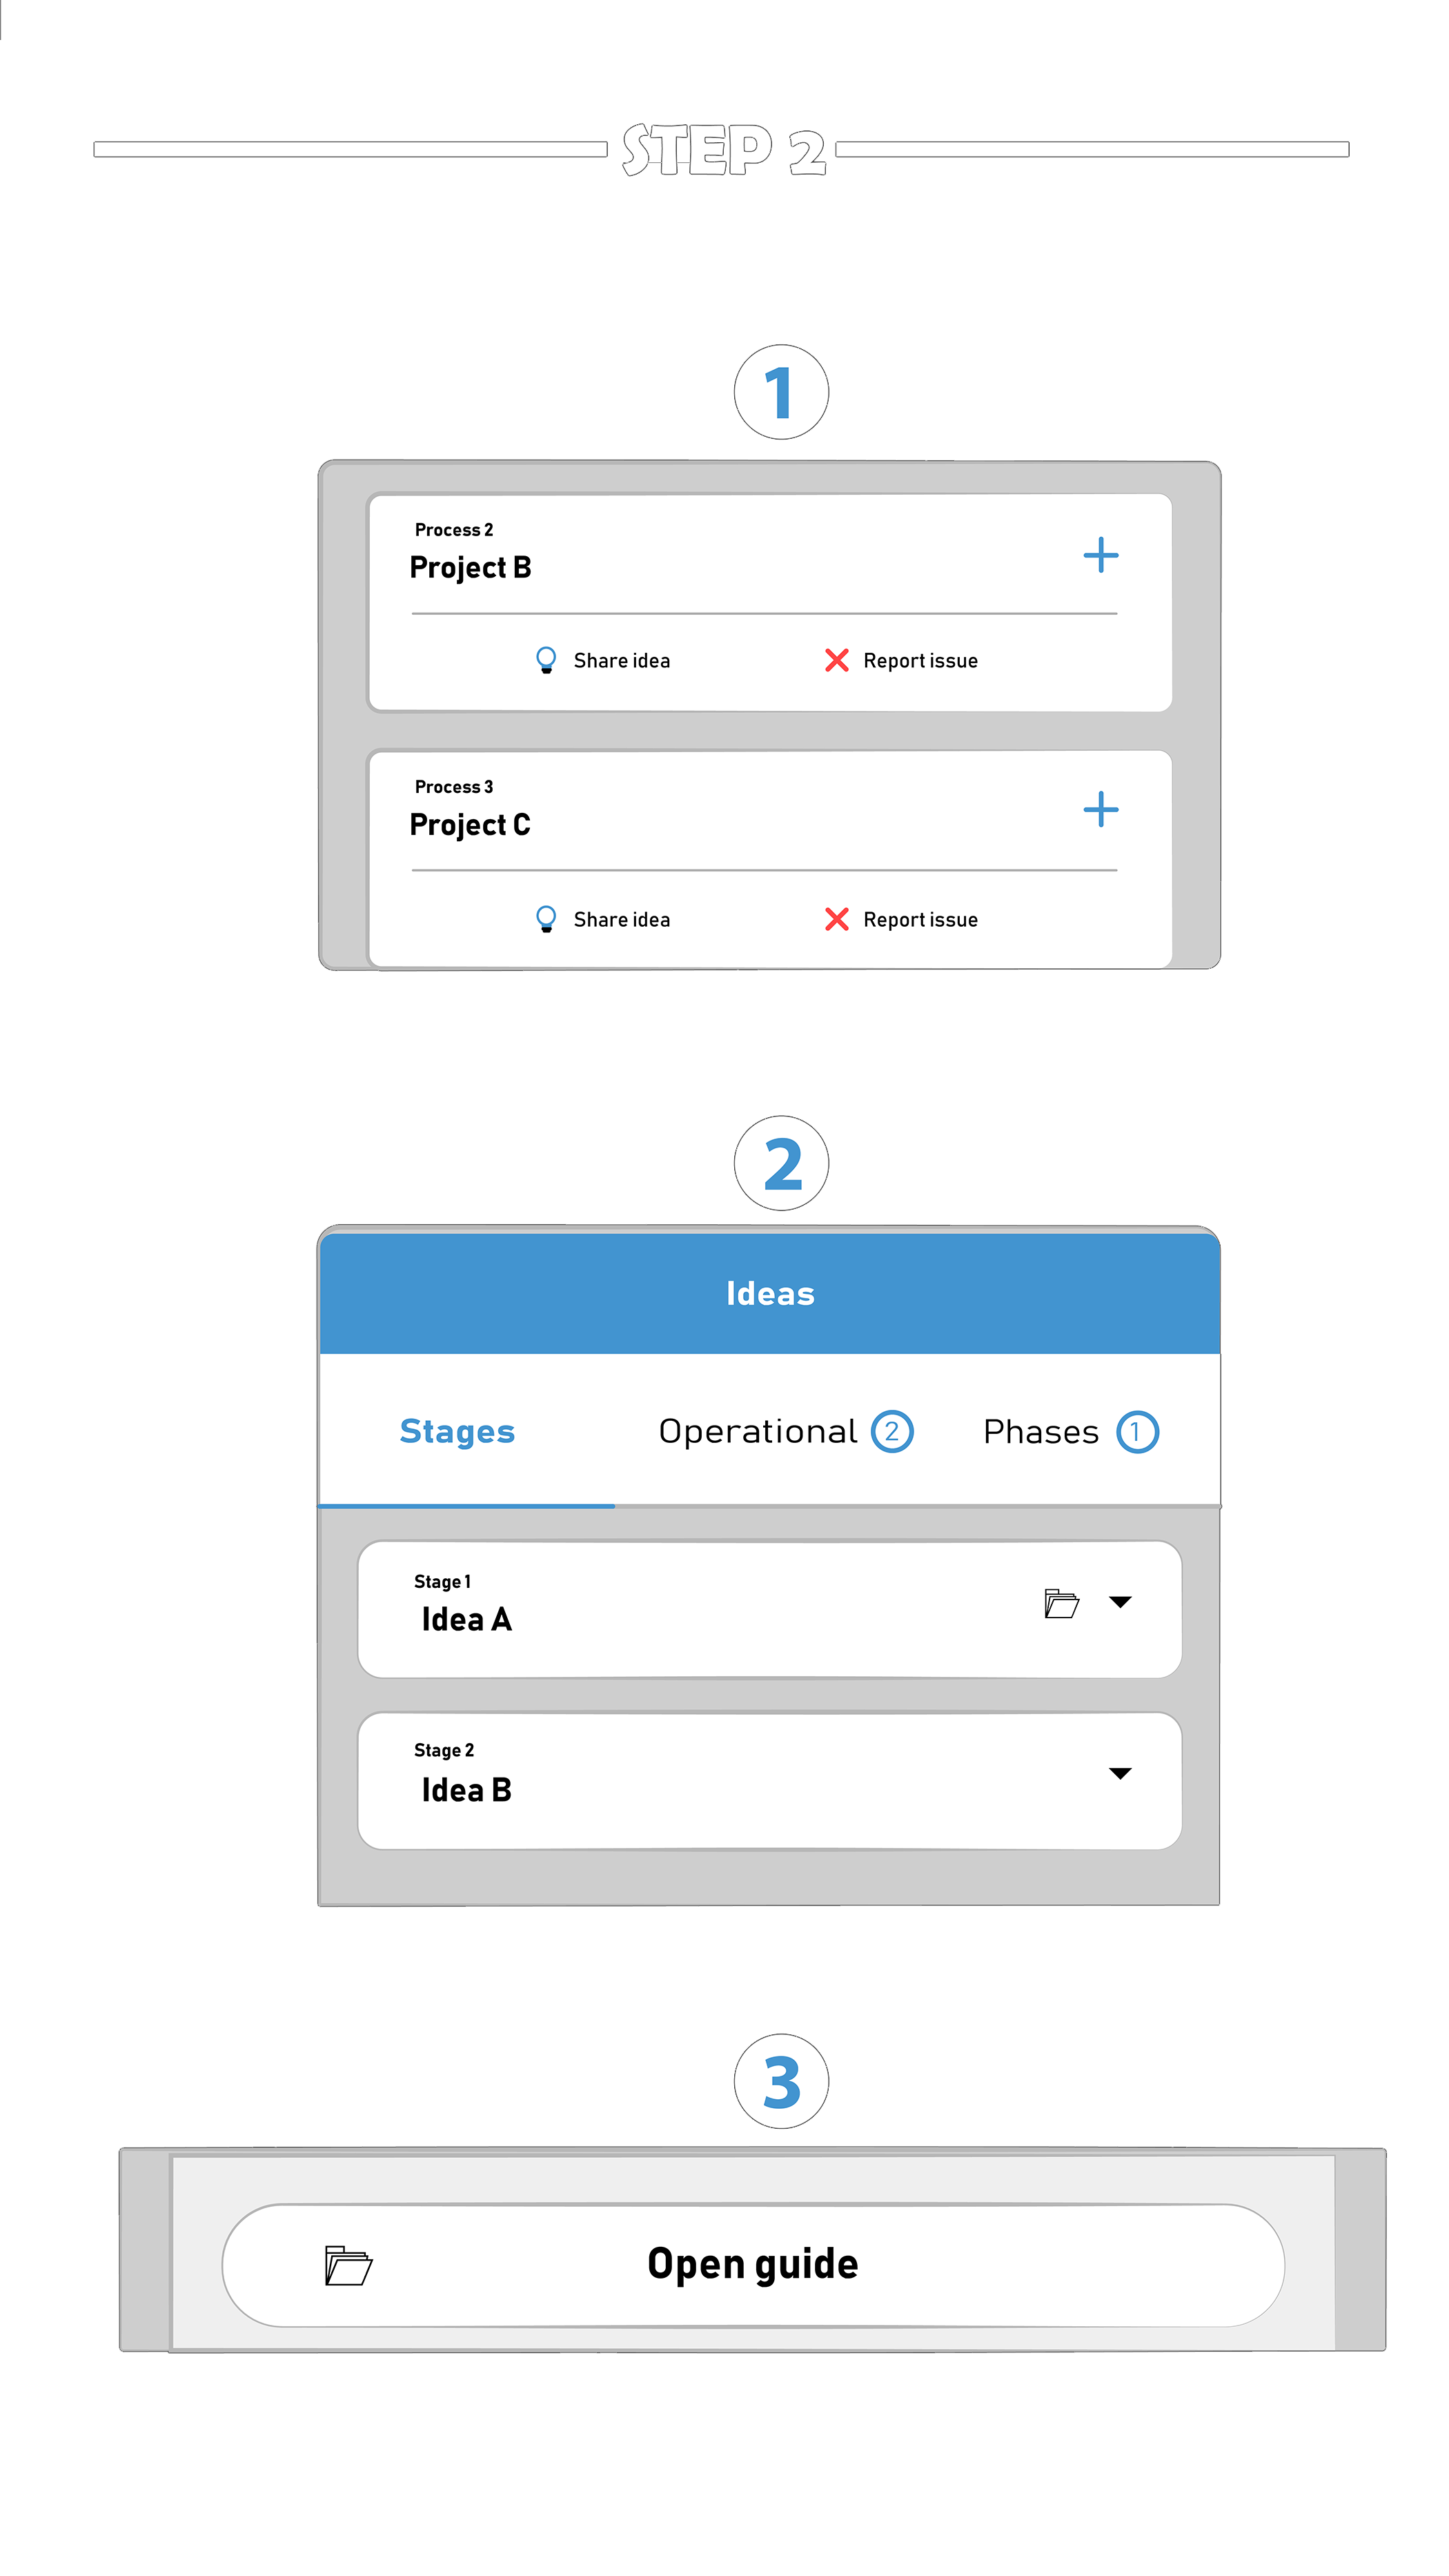 STEP 2
1
Process 2
Project B
Share idea Report issue
Process 3
Project C
Share idea Report issue
2
Ideas
Stages Operational 2 Phases 1
Stage 1
Idea A
Stage 2
Idea B
3
Open guide